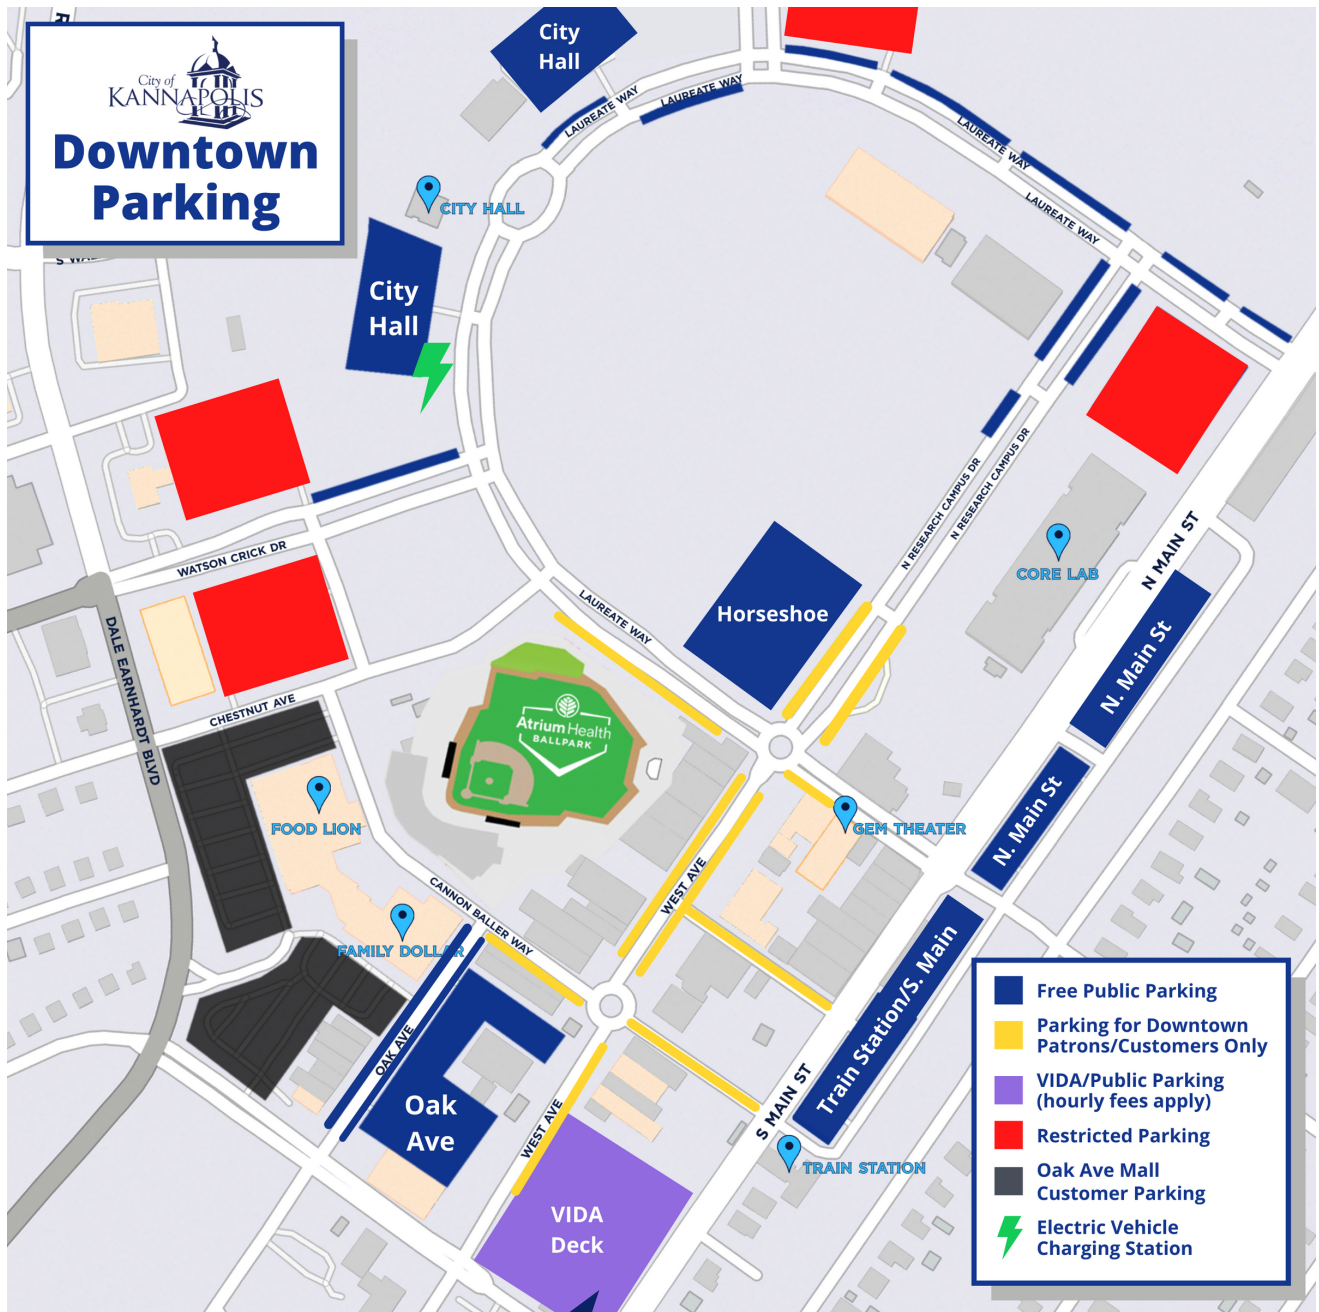 City of
KANNAPOLIS
Downtown
Parking
R
City
Hall
LAUREATE WAY
LAUREATE WAY
LAUREATE WAY
LAUREATE WAY
CITY HALL
City
Hall
WATSON CRICK DR
N RESEARCH CAMPUS DR
N RESEARCH CAMPUS DR
CORE LAB
N MAIN ST
LAUREATE WAY
Horseshoe
N. Main St
DALE EARNHARDT BLVD
CHESTNUT AVE
Atrium Health
BALLPARK
FOOD LION
GEM THEATER
N. Main St
WEST AVE
CANNON BALLER WAY
FAMILY DOLLAR
Train Station/S. Main
OAK AVE
Oak
Ave
S MAIN ST
WEST AVE
TRAIN STATION
VIDA
Deck
Free Public Parking
Parking for Downtown
Patrons/Customers Only
VIDA/Public Parking
(hourly fees apply)
Restricted Parking
Oak Ave Mall
Customer Parking
Electric Vehicle
Charging Station